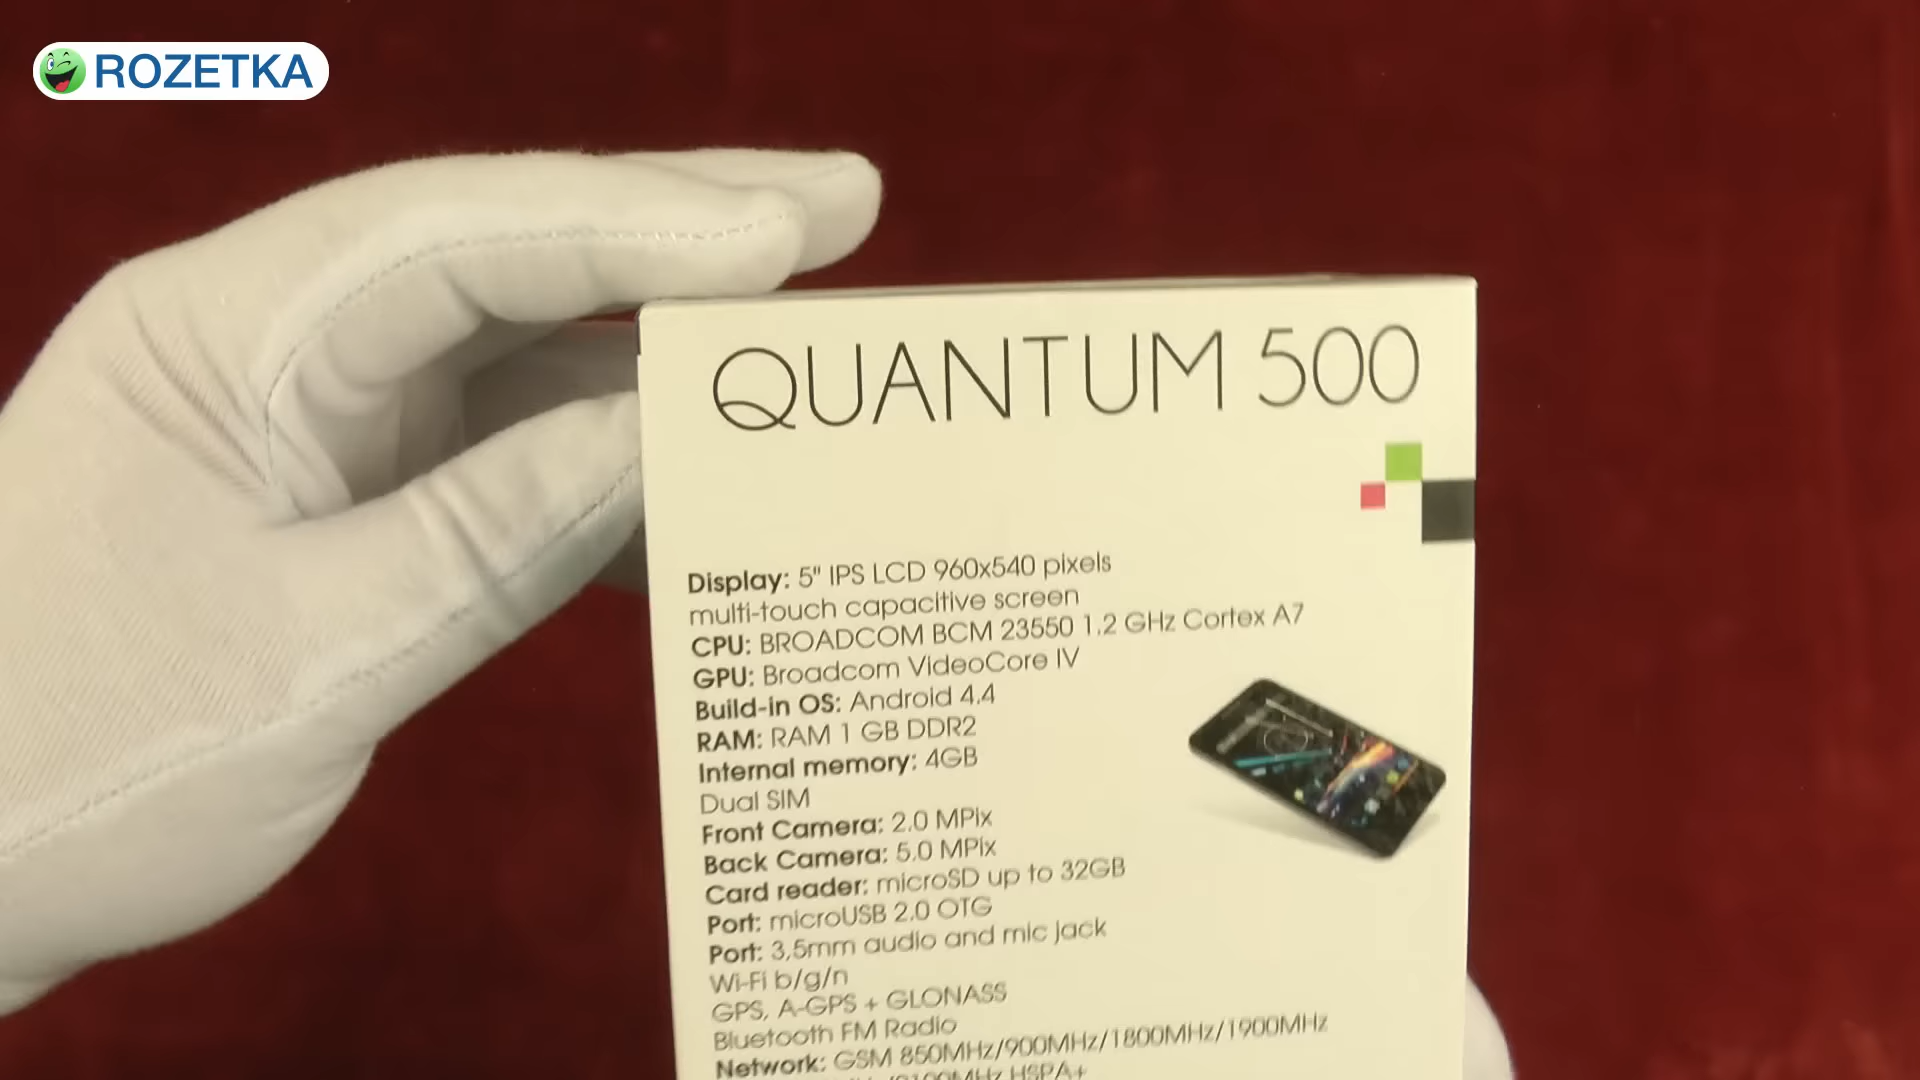 ROZETKA
QUANTUM 500
Display: 5" IPS LCD 960x540 pixels
multi-touch capacitive screen
CPU: BROADCOM BCM 23550 1.2 GHz Cortex A7
GPU: Broadcom VideoCore IV
Build-in OS: Android 4.4
RAM: RAM 1 GB DDR2
Internal memory: 4GB
Dual SIM
Front Camera: 2.0 MPix
Back Camera: 5.0 MPix
Card reader: microSD up to 32GB
Port: microUSB 2.0 OTG
Port: 3,5mm audio and mic jack
Wi-Fi b/g/n
GPS, A-GPS + GLONASS
Bluetooth FM Radio
Network: GSM 850MHz/900MHz/1800MHz/1900MHz
HSPA+